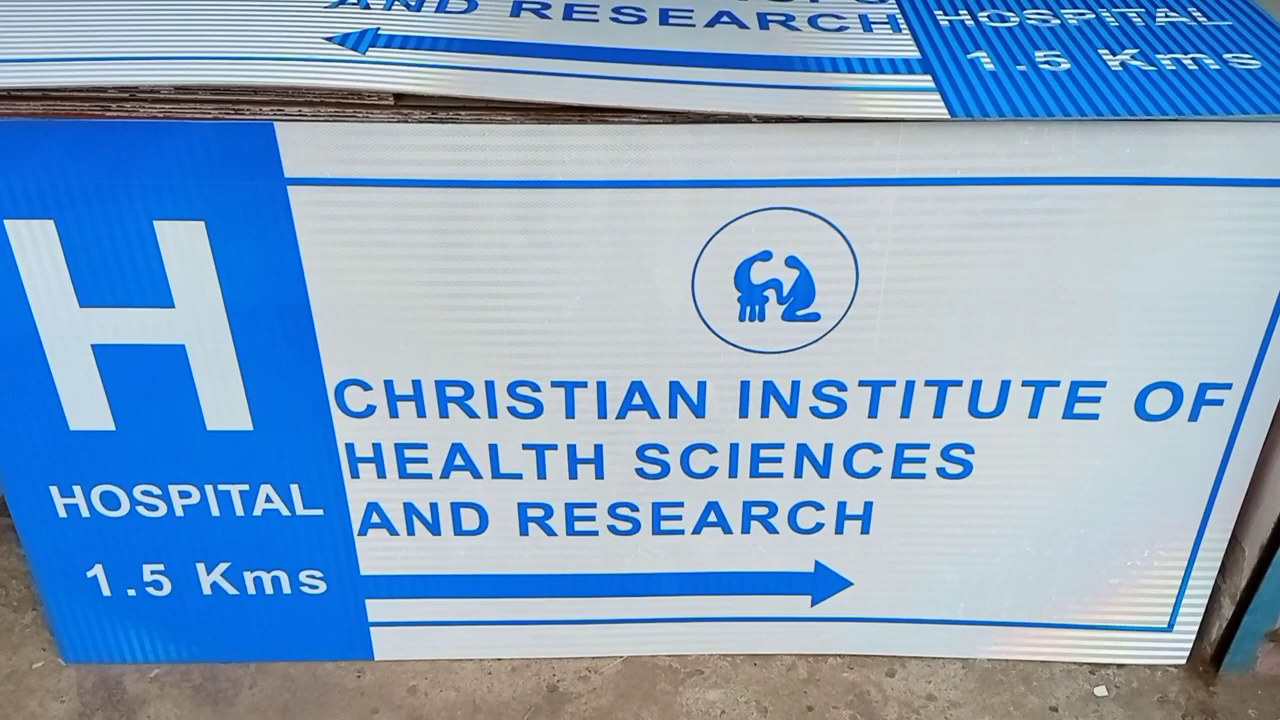 AND RESEARCH
HOSPITAL
1.5 Kms
H
HOSPITAL
1.5 Kms
CHRISTIAN INSTITUTE OF
HEALTH SCIENCES
AND RESEARCH